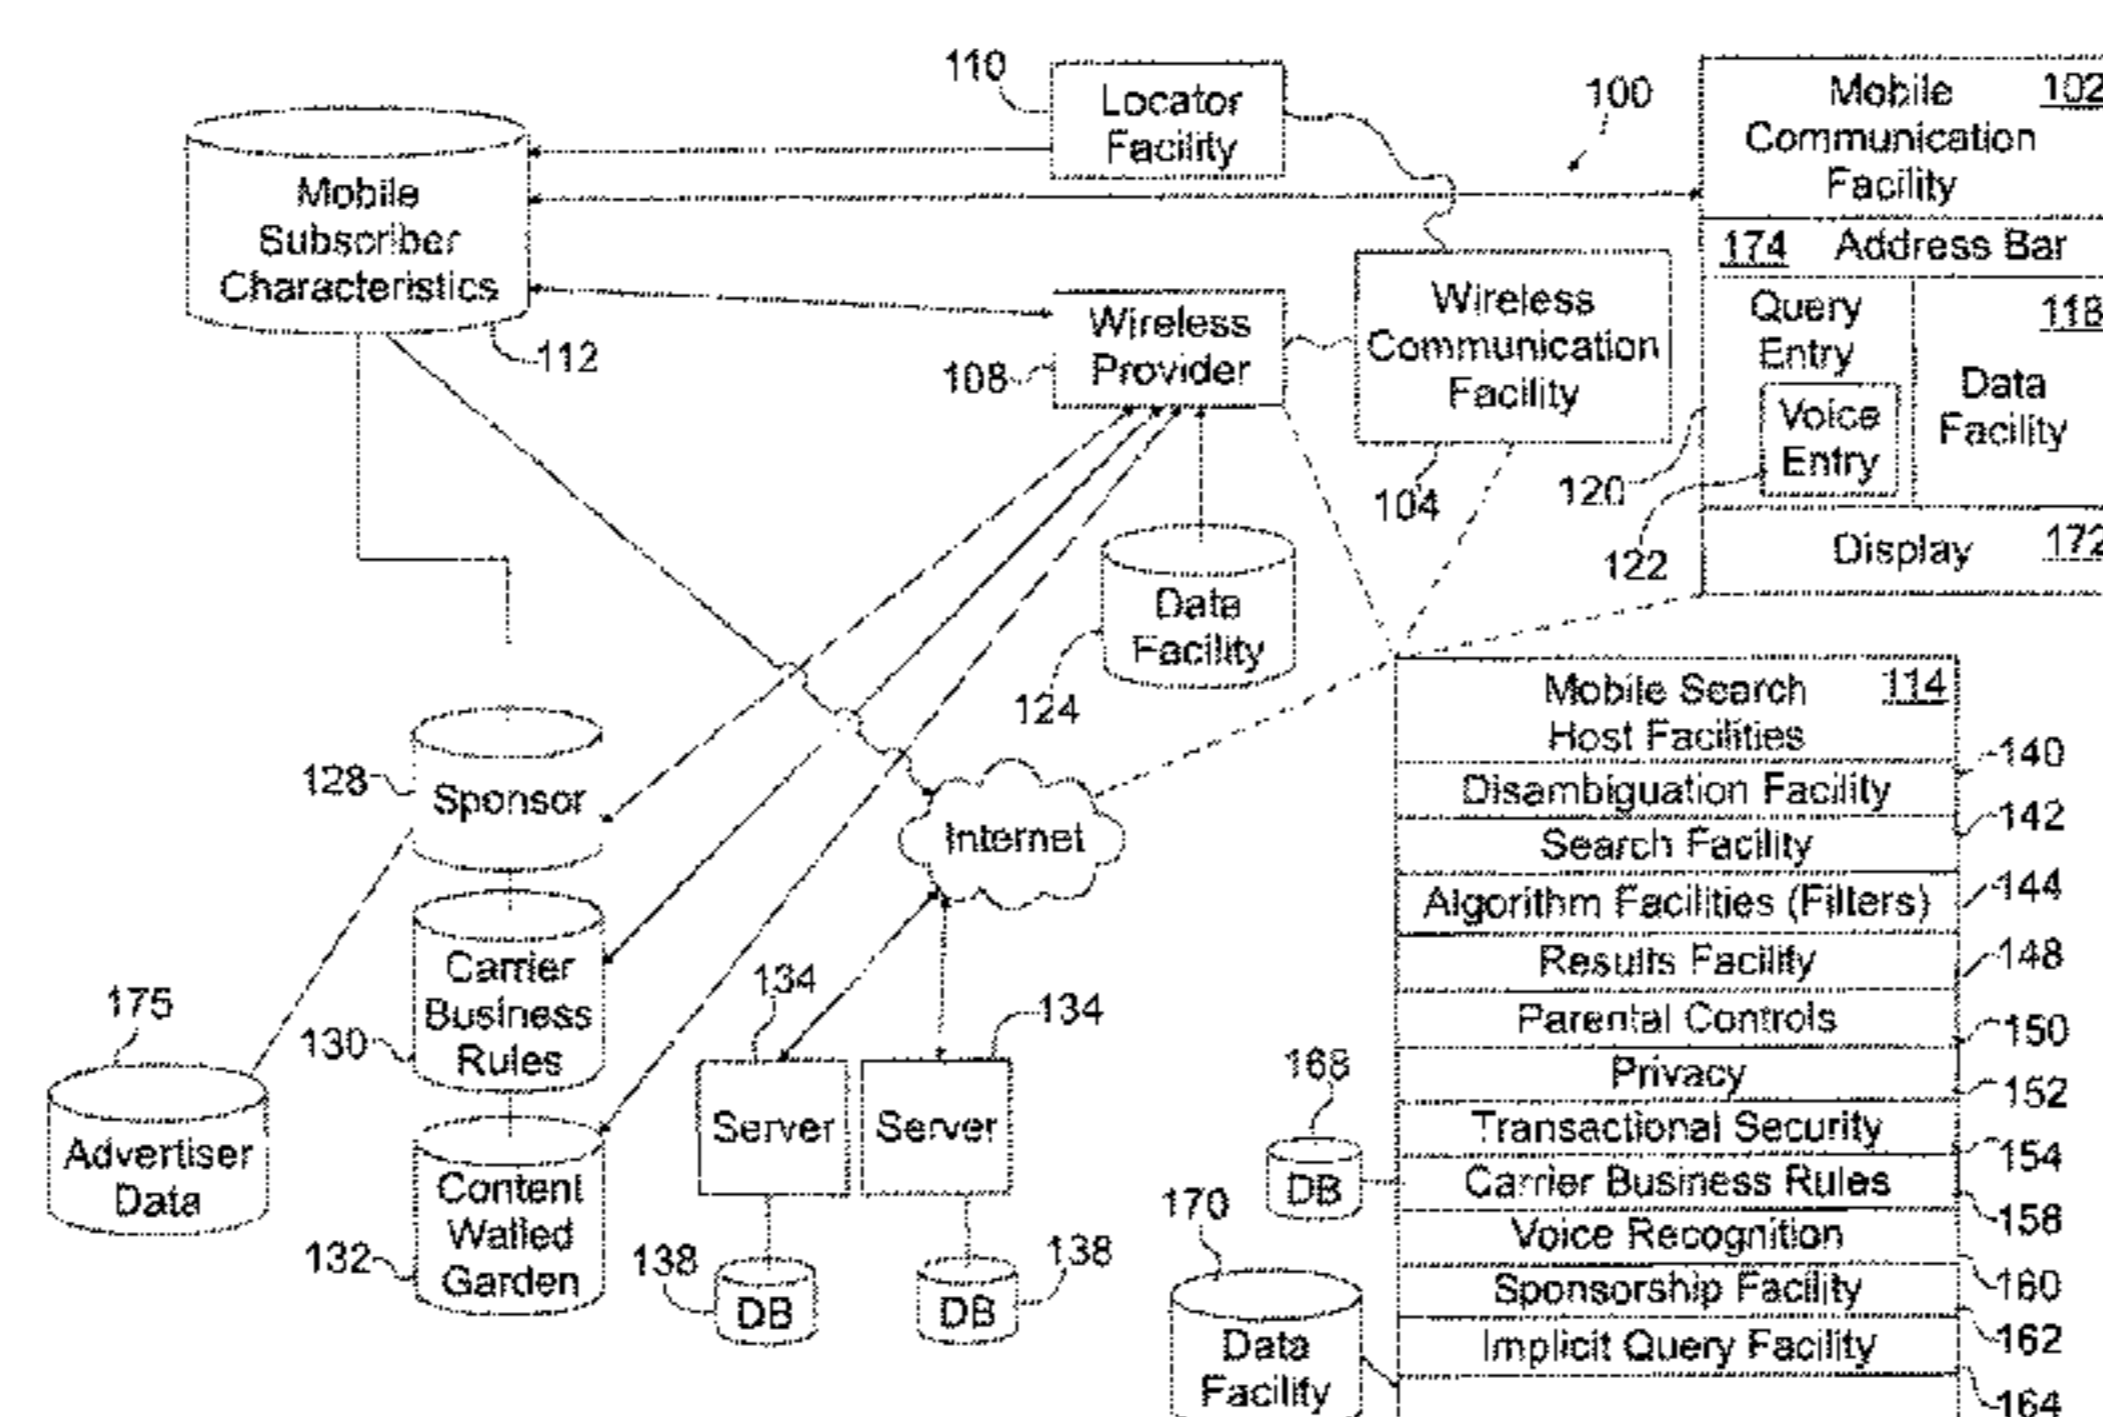 110
Locator
Facility
100
Mobile
Communication
Facility
102
174
Address Bar
Query
Entry
Voice
Entry
118
Data
Facility
120
122
Display
172
Mobile
Subscriber
Characteristics
112
Wireless
Provider
108
Wireless
Communication
Facility
104
Data
Facility
124
128
Sponsor
Internet
Carrier
Business
Rules
130
175
Advertiser
Data
Content
Walled
Garden
132
134
134
Server
Server
138
DB
DB
138
Mobile Search
Host Facilities
114
140
Disambiguation Facility
142
Search Facility
144
Algorithm Facilities (Filters)
148
Results Facility
Parental Controls
150
Privacy
152
Transactional Security
154
168
DB
Carrier Business Rules
158
Voice Recognition
160
Sponsorship Facility
162
Implicit Query Facility
164
170
Data
Facility